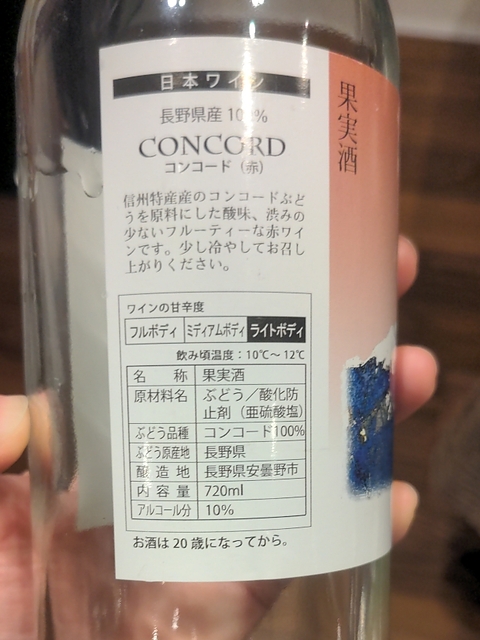 日本ワイン
長野県産 100%
CONCORD
コンコード (赤)
信州特産産のコンコードぶど
うを原料にした酸味、渋みの
少ないフルーティーな赤ワイ
ンです。少し冷やしてお召し
上がりください。
ワインの甘辛度
フルボディ ミディアムボディ ライトボディ
飲み頃温度：10℃～12℃
名 称 果実酒
原材料名 ぶどう／酸化防
止剤（亜硫酸塩）
ぶどう品種 コンコード100%
ぶどう原産地 長野県
醸造地 長野県安曇野市
内容量 720ml
アルコール分 10%
お酒は20歳になってから。
果実酒